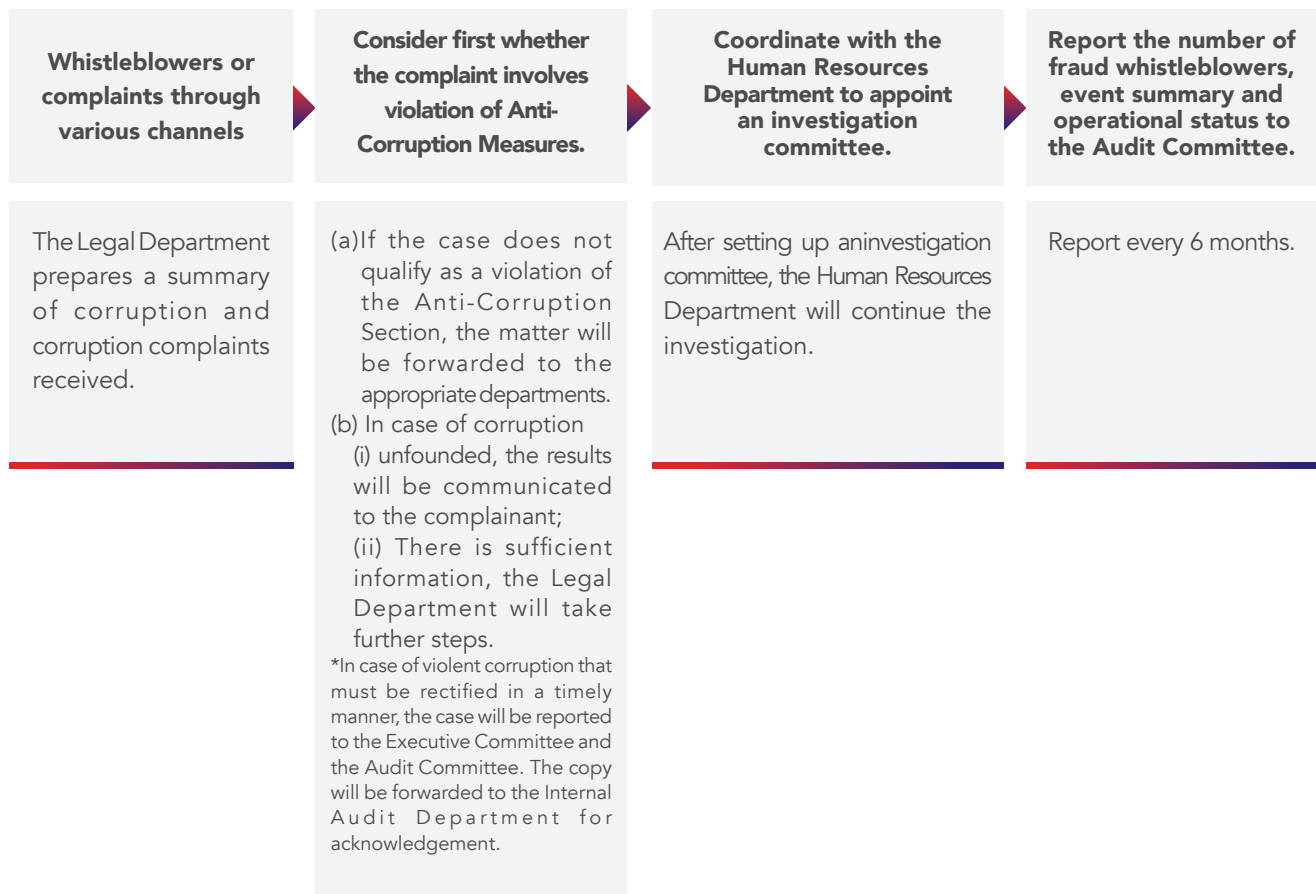 Whistleblowers or
complaints through
various channels
The Legal Department
prepares a summary
of corruption and
corruption complaints
received.
Consider first whether
the complaint involves
violation of Anti-
Corruption Measures.
(a)If the case does not
qualify as a violation of
the Anti-Corruption
Section, the matter will
be forwarded to the
appropriate departments.
(b) In case of corruption
(i) unfounded, the results
will be communicated
to the complainant;
(ii) There is sufficient
information, the Legal
Department will take
further steps.
*In case of violent corruption that
must be rectified in a timely
manner, the case will be reported
to the Executive Committee and
the Audit Committee. The copy
will be forwarded to the Internal
Audit Department for
acknowledgement.
Coordinate with the
Human Resources
Department to appoint
an investigation
committee.
After setting up aninvestigation
committee, the Human Resources
Department will continue the
investigation.
Report the number of
fraud whistleblowers,
event summary and
operational status to
the Audit Committee.
Report every 6 months.